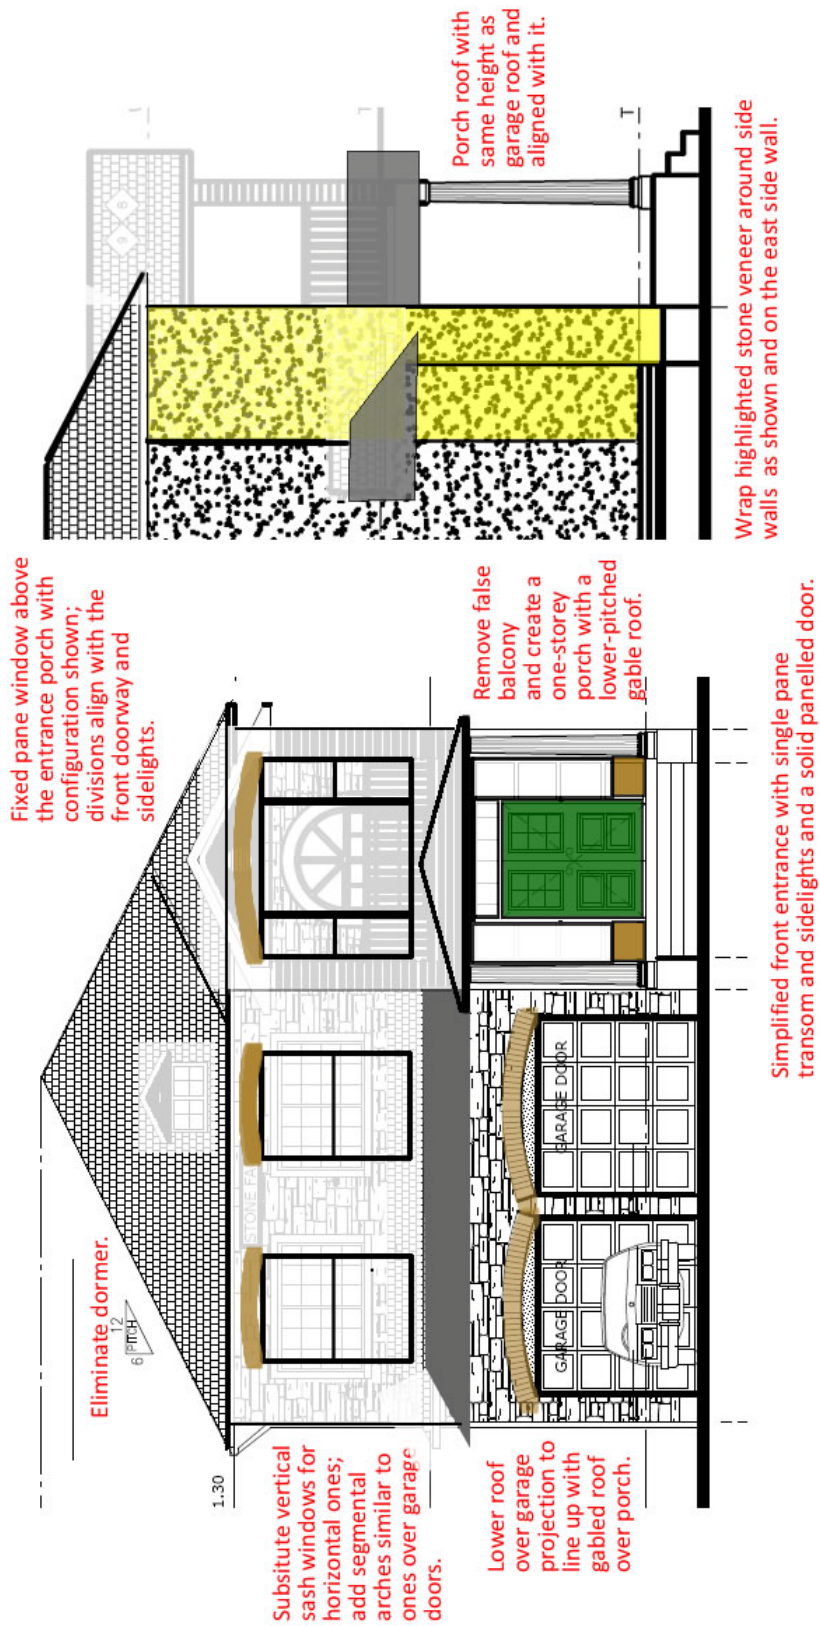 Eliminate dormer.
12
PITCH
6
Fixed pane window above
the entrance porch with
configuration shown;
divisions align with the
front doorway and
sidelights.
1.30
Subsitute vertical
sash windows for
horizontal ones;
add segmental
arches similar to
ones over garage
doors.
STONE FA
Porch roof with
same height as
garage roof and
aligned with it.
Remove false
balcony
and create a
one-storey
porch with a
lower-pitched
gable roof.
Lower roof
over garage
projection to
line up with
gabled roof
over porch.
GARAGE DOOR
GARAGE DOOR
T
Wrap highlighted stone veneer around side
walls as shown and on the east side wall.
Simplified front entrance with single pane
transom and sidelights and a solid panelled door.